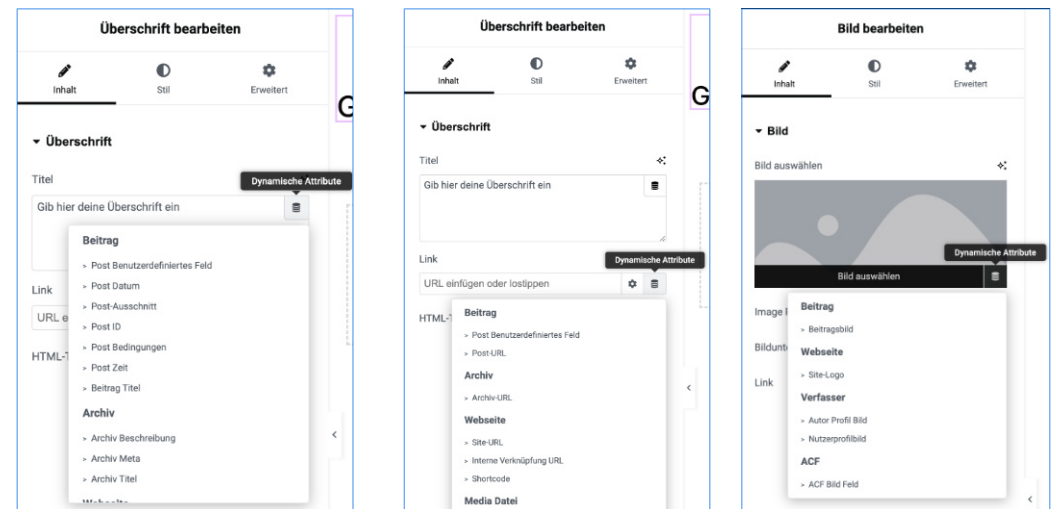 Überschrift bearbeiten
Inhalt
Stil
Erweitert
Überschrift
Titel
Dynamische Attribute
Gib hier deine Überschrift ein
Beitrag
> Post Benutzerdefiniertes Feld
> Post Datum
> Post-Ausschnitt
Link
> Post ID
URL e
> Post Bedingungen
HTML-T
> Post Zeit
> Beitrag Titel
Archiv
> Archiv Beschreibung
> Archiv Meta
> Archiv Titel
Webseite
G
<
Überschrift bearbeiten
Inhalt
Stil
Erweitert
Überschrift
Titel
Gib hier deine Überschrift ein
Link
Dynamische Attribute
URL einfügen oder lostippen
HTML-T
Beitrag
> Post Benutzerdefiniertes Feld
> Post-URL
Archiv
> Archiv-URL
Webseite
> Site-URL
> Interne Verknüpfung URL
> Shortcode
Media Datei
G
<
Bild bearbeiten
Inhalt
Stil
Erweitert
Bild
Bild auswählen
Dynamische Attribute
Bild auswählen
Image F
Beitrag
> Beitragsbild
Bildunte
Webseite
> Site-Logo
Link
Verfasser
> Autor Profil Bild
> Nutzerprofilbild
ACF
> ACF Bild Feld
<